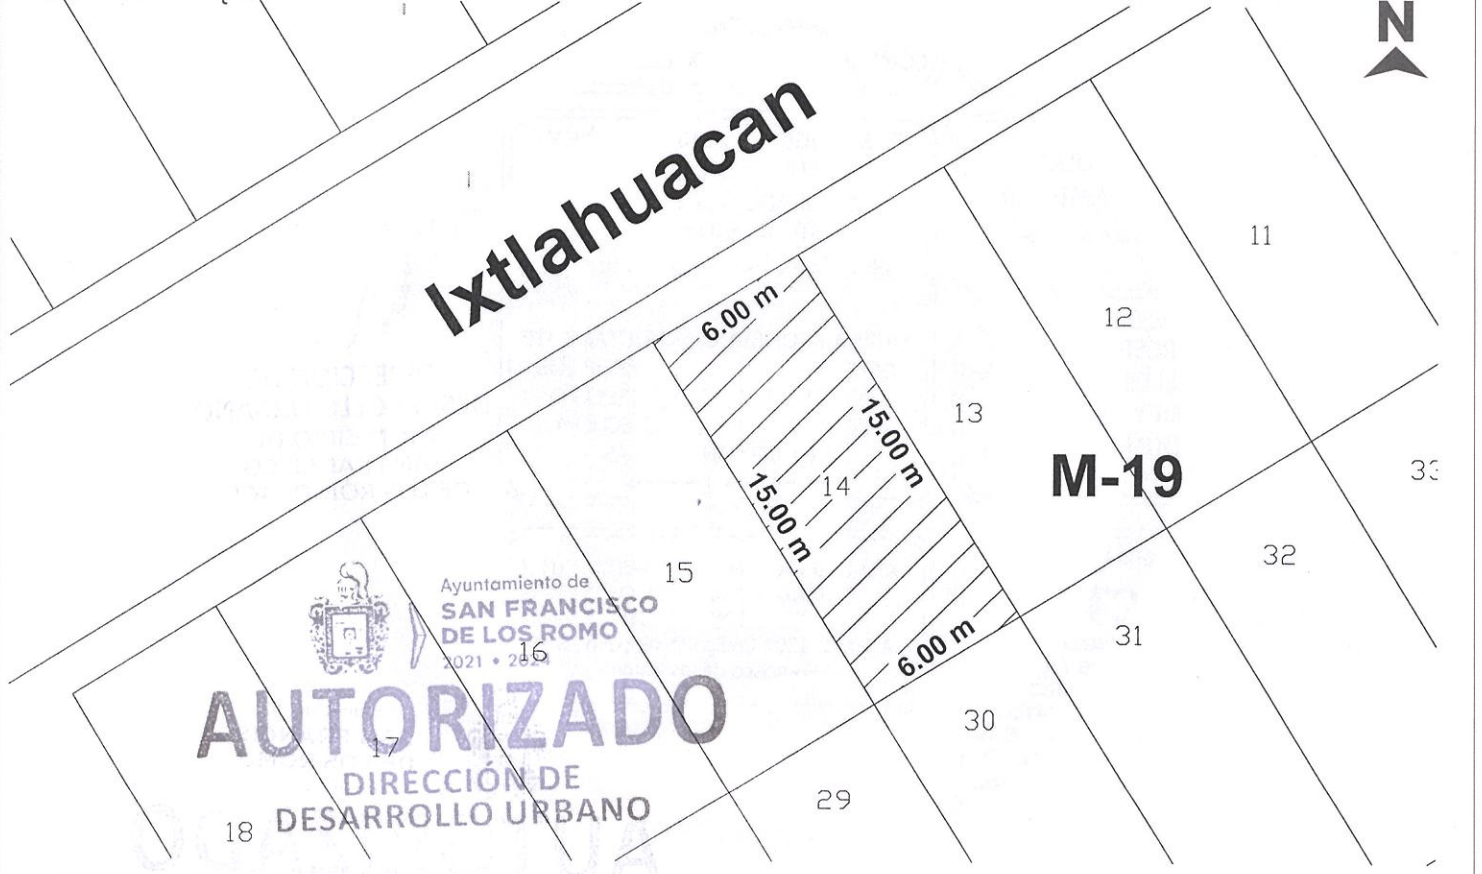 N
Ixtlahuacan
11
12
6.00 m
13
15.00 m
M-19
33
14
15.00 m
32
15
31
6.00 m
16
30
17
29
18
Ayuntamiento de
SAN FRANCISCO
DE LOS ROMO
2021 • 2024
AUTORIZADO
DIRECCIÓN DE
DESARROLLO URBANO